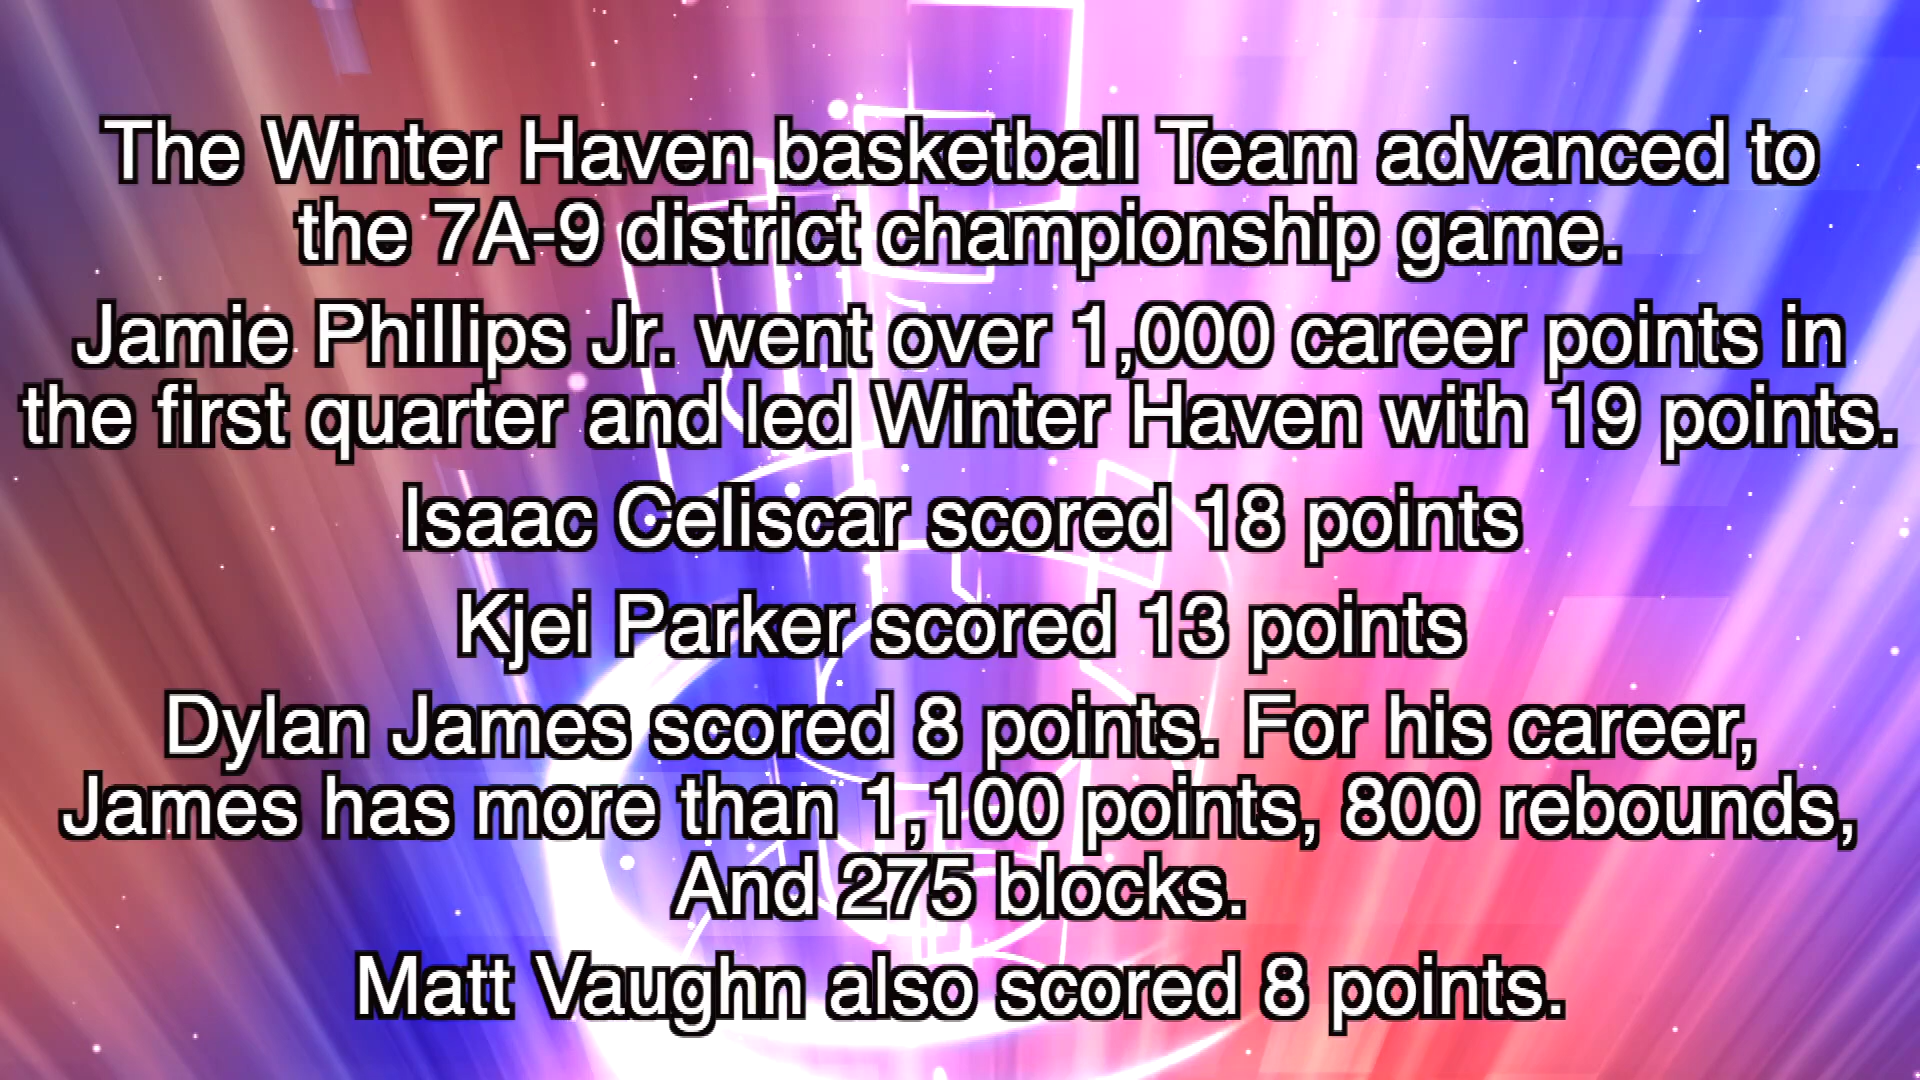 The Winter Haven basketball Team advanced to
the 7A-9 district championship game.
Jamie Phillips Jr. went over 1,000 career points in
the first quarter and led Winter Haven with 19 points.
Isaac Celiscar scored 18 points
Kjei Parker scored 13 points
Dylan James scored 8 points. For his career,
James has more than 1,100 points, 800 rebounds,
And 275 blocks.
Matt Vaughn also scored 8 points.